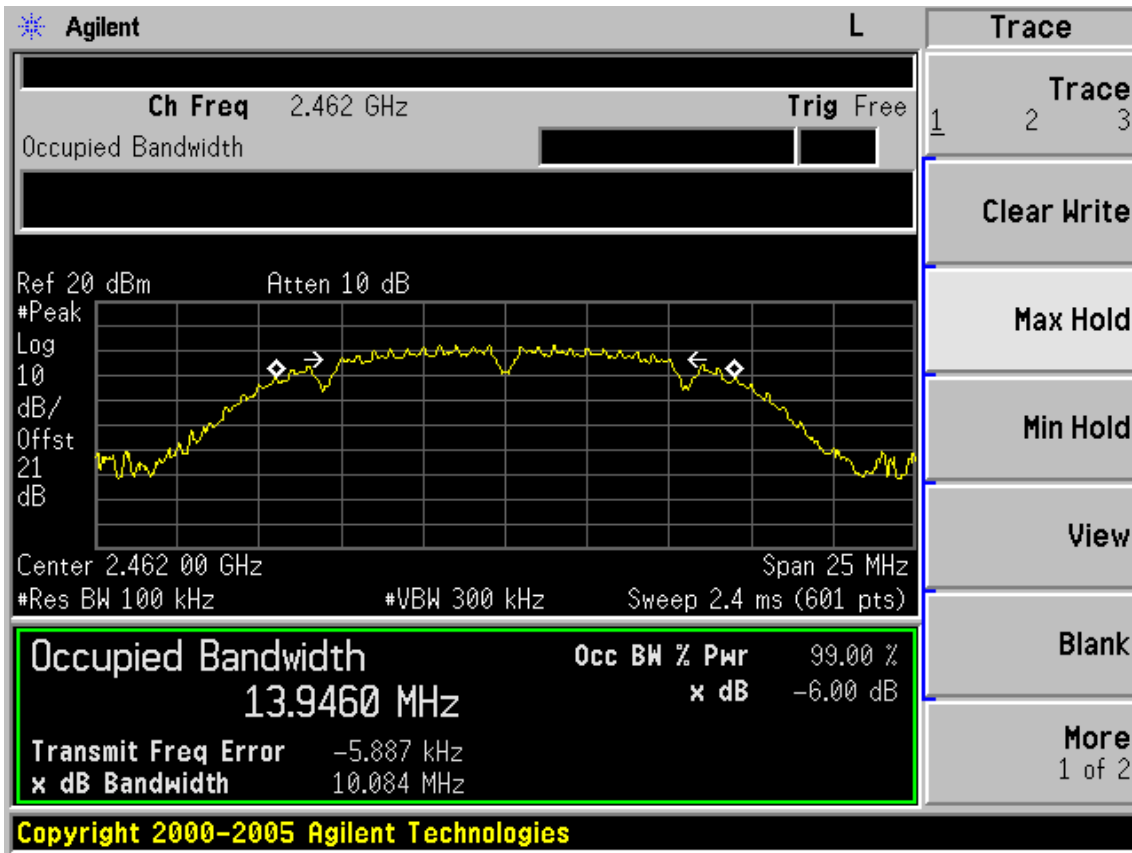 Agilent L Trace
Ch Freq 2.462 GHz Trig Free
Occupied Bandwidth
Trace
1 2 3
Clear Write
Max Hold
Min Hold
View
Blank
More
1 of 2
Ref 20 dBm Atten 10 dB
#Peak
Log
10
dB/
Offst
21
dB
Center 2.462 00 GHz Span 25 MHz
#Res BW 100 kHz #VBW 300 kHz Sweep 2.4 ms (601 pts)
Occupied Bandwidth
13.9460 MHz
Occ BW % Pwr 99.00 %
x dB -6.00 dB
Transmit Freq Error -5.887 kHz
x dB Bandwidth 10.084 MHz
Copyright 2000-2005 Agilent Technologies